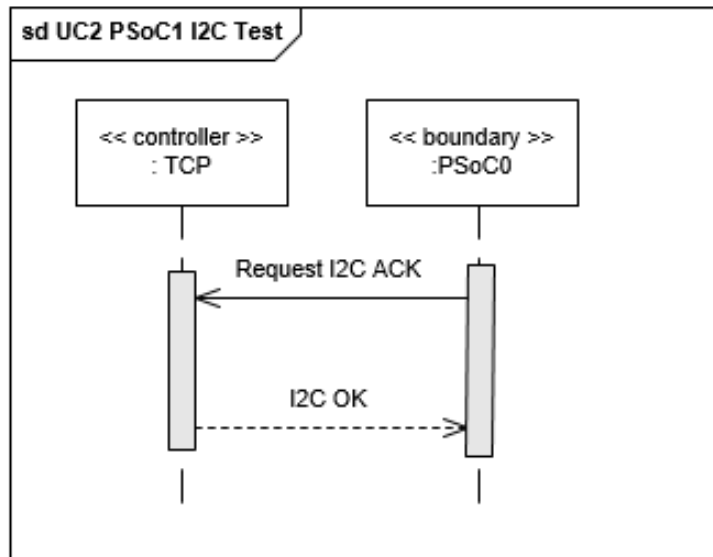 sd UC2 PSoC1 I2C Test
<< controller >>
: TCP
<< boundary >>
:PSoC0
Request I2C ACK
I2C OK